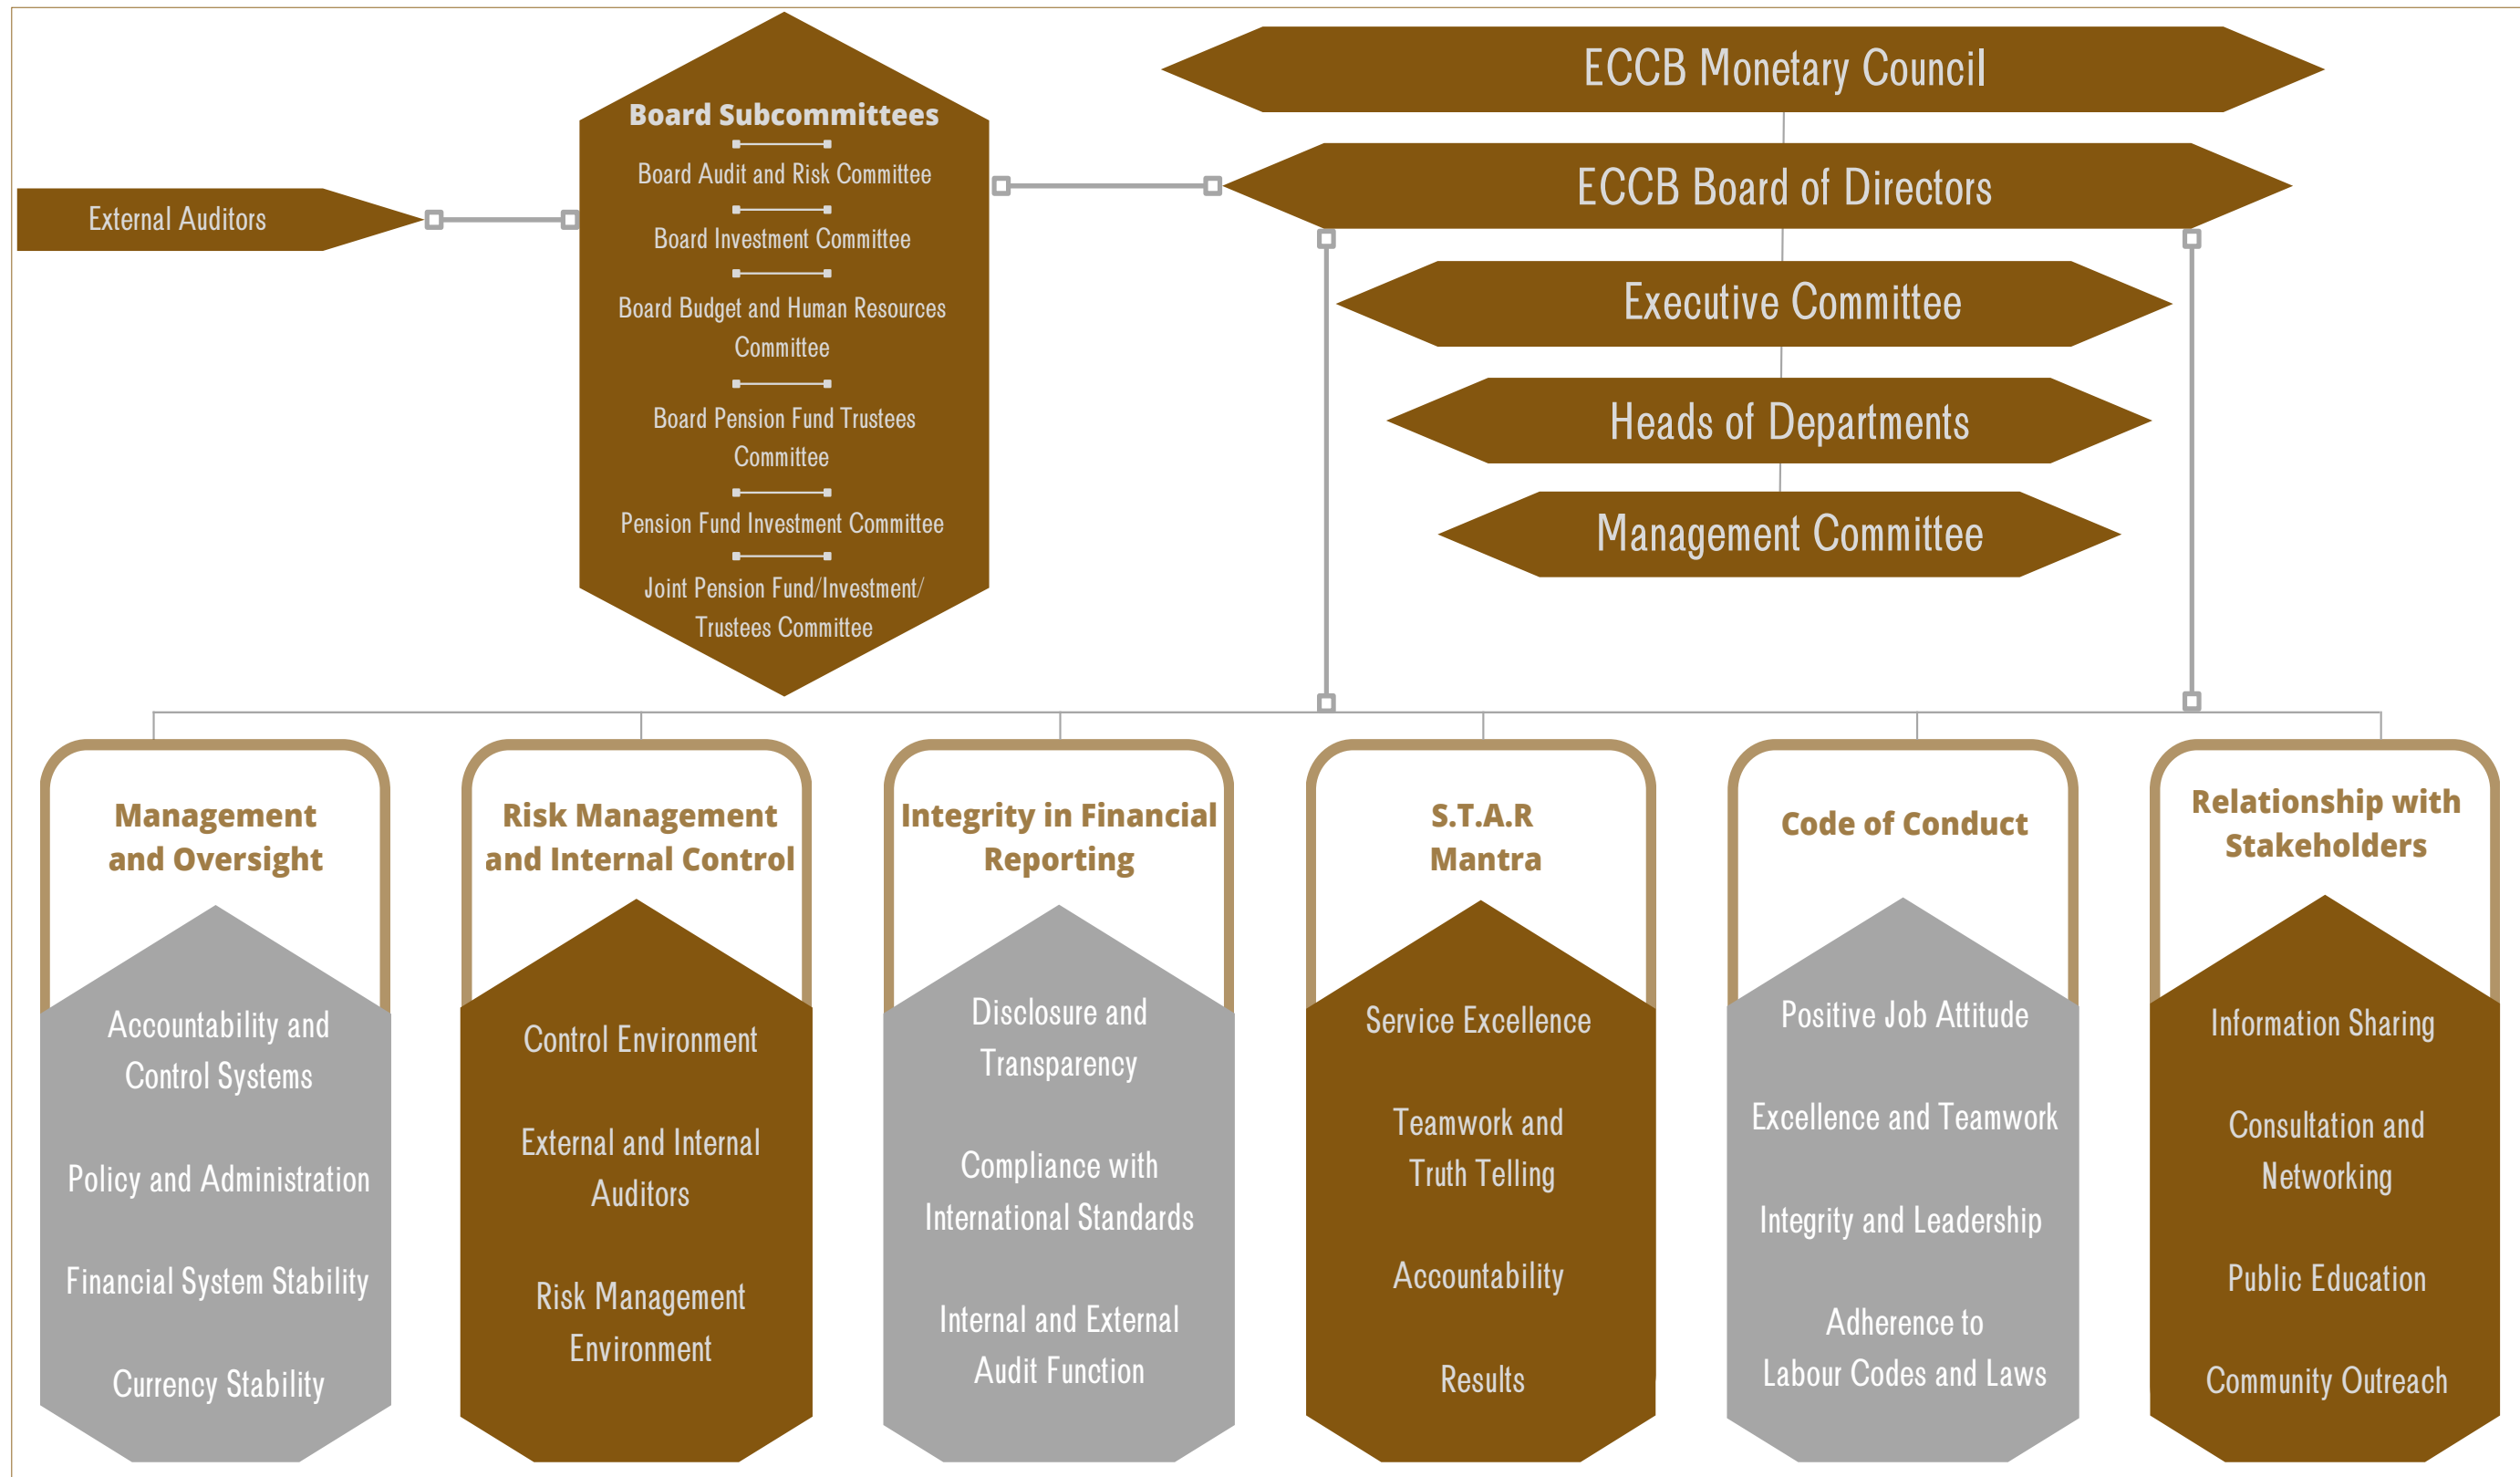 ECCB Monetary Council
ECCB Board of Directors
Executive Committee
Heads of Departments
Management Committee
Board Subcommittees
Board Audit and Risk Committee
Board Investment Committee
Board Budget and Human Resources
Committee
Board Pension Fund Trustees
Committee
Pension Fund Investment Committee
Joint Pension Fund/Investment/
Trustees Committee
External Auditors
Management
and Oversight
Accountability and
Control Systems
Policy and Administration
Financial System Stability
Currency Stability
Risk Management
and Internal Control
Control Environment
External and Internal
Auditors
Risk Management
Environment
Integrity in Financial
Reporting
Disclosure and
Transparency
Compliance with
International Standards
Internal and External
Audit Function
S.T.A.R
Mantra
Service Excellence
Teamwork and
Truth Telling
Accountability
Results
Code of Conduct
Positive Job Attitude
Excellence and Teamwork
Integrity and Leadership
Adherence to
Labour Codes and Laws
Relationship with
Stakeholders
Information Sharing
Consultation and
Networking
Public Education
Community Outreach